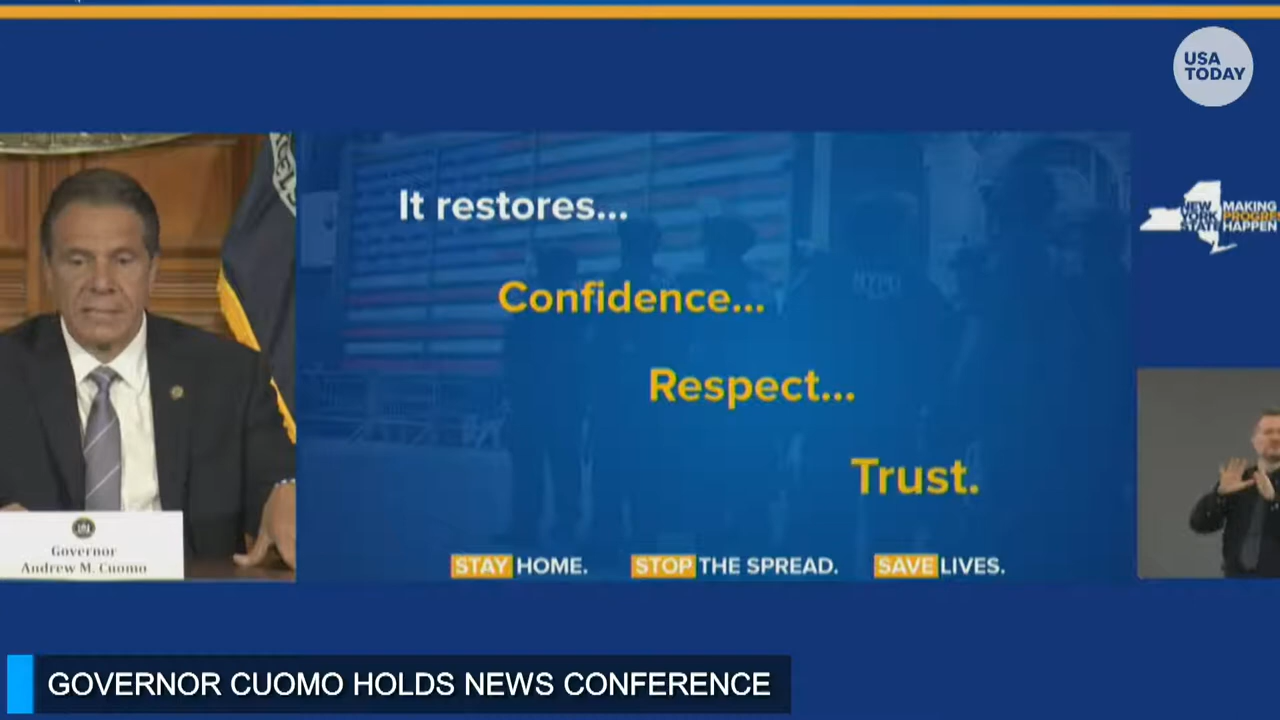 USA
TODAY
It restores...
Confidence...
Respect...
Trust.
NYPD
NEW
YORK
STATE
MAKING
HAPPEN
Governor
Andrew M. Cuomo
STAY HOME. STOP THE SPREAD. SAVE LIVES.
GOVERNOR CUOMO HOLDS NEWS CONFERENCE